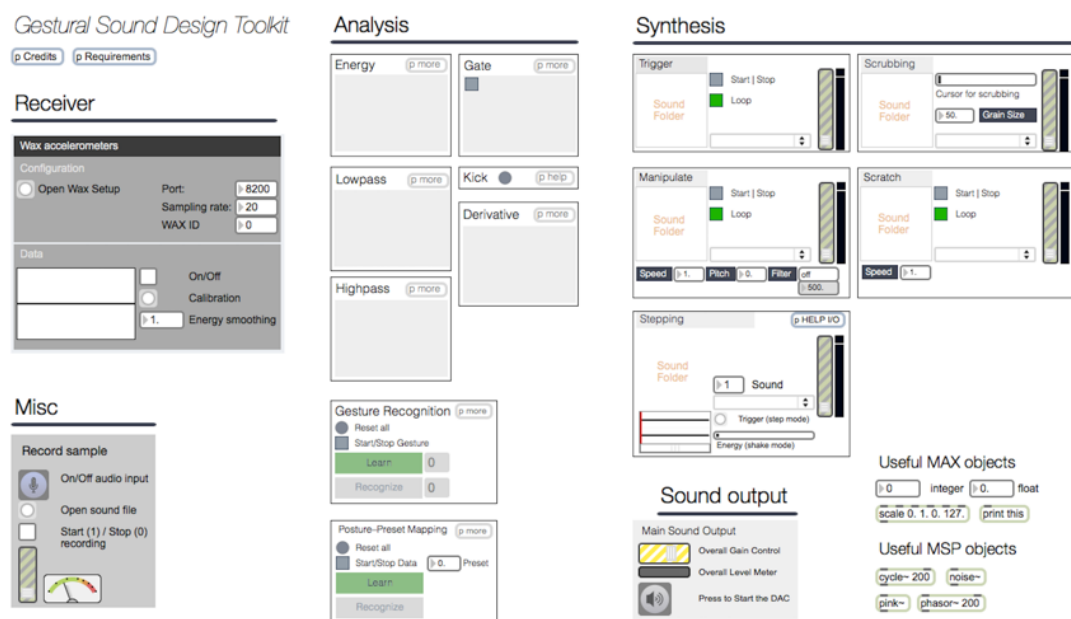 Gestural Sound Design Toolkit
p Credits
p Requirements
Receiver
Wax accelerometers
Configuration
Open Wax Setup
Port:
8200
Sampling rate:
20
WAX ID
0
Data
On/Off
Calibration
1.
Energy smoothing
Misc
Record sample
On/Off audio input
Open sound file
Start (1) / Stop (0)
recording
Analysis
Energy
p more
Gate
p more
Lowpass
p more
Kick
p help
Derivative
p more
Highpass
p more
Gesture Recognition
p more
Reset all
Start/Stop Gesture
Learn
0
Recognize
0
Posture-Preset Mapping
p more
Reset all
Start/Stop Data
0.
Preset
Learn
Recognize
Synthesis
Trigger
Sound
Folder
Start | Stop
Loop
Scrubbing
Sound
Folder
Cursor for scrubbing
50.
Grain Size
Manipulate
Sound
Folder
Start | Stop
Loop
Speed
1.
Pitch
0.
Filter
off
500.
Scratch
Sound
Folder
Start | Stop
Loop
Speed
1.
Stepping
p HELP I/O
Sound
Folder
1
Sound
Trigger (step mode)
Energy (shake mode)
Sound output
Main Sound Output
Overall Gain Control
Overall Level Meter
Press to Start the DAC
Useful MAX objects
0
integer
0.
float
scale 0. 1. 0. 127.
print this
Useful MSP objects
cycle~ 200
noise~
pink~
phasor~ 200